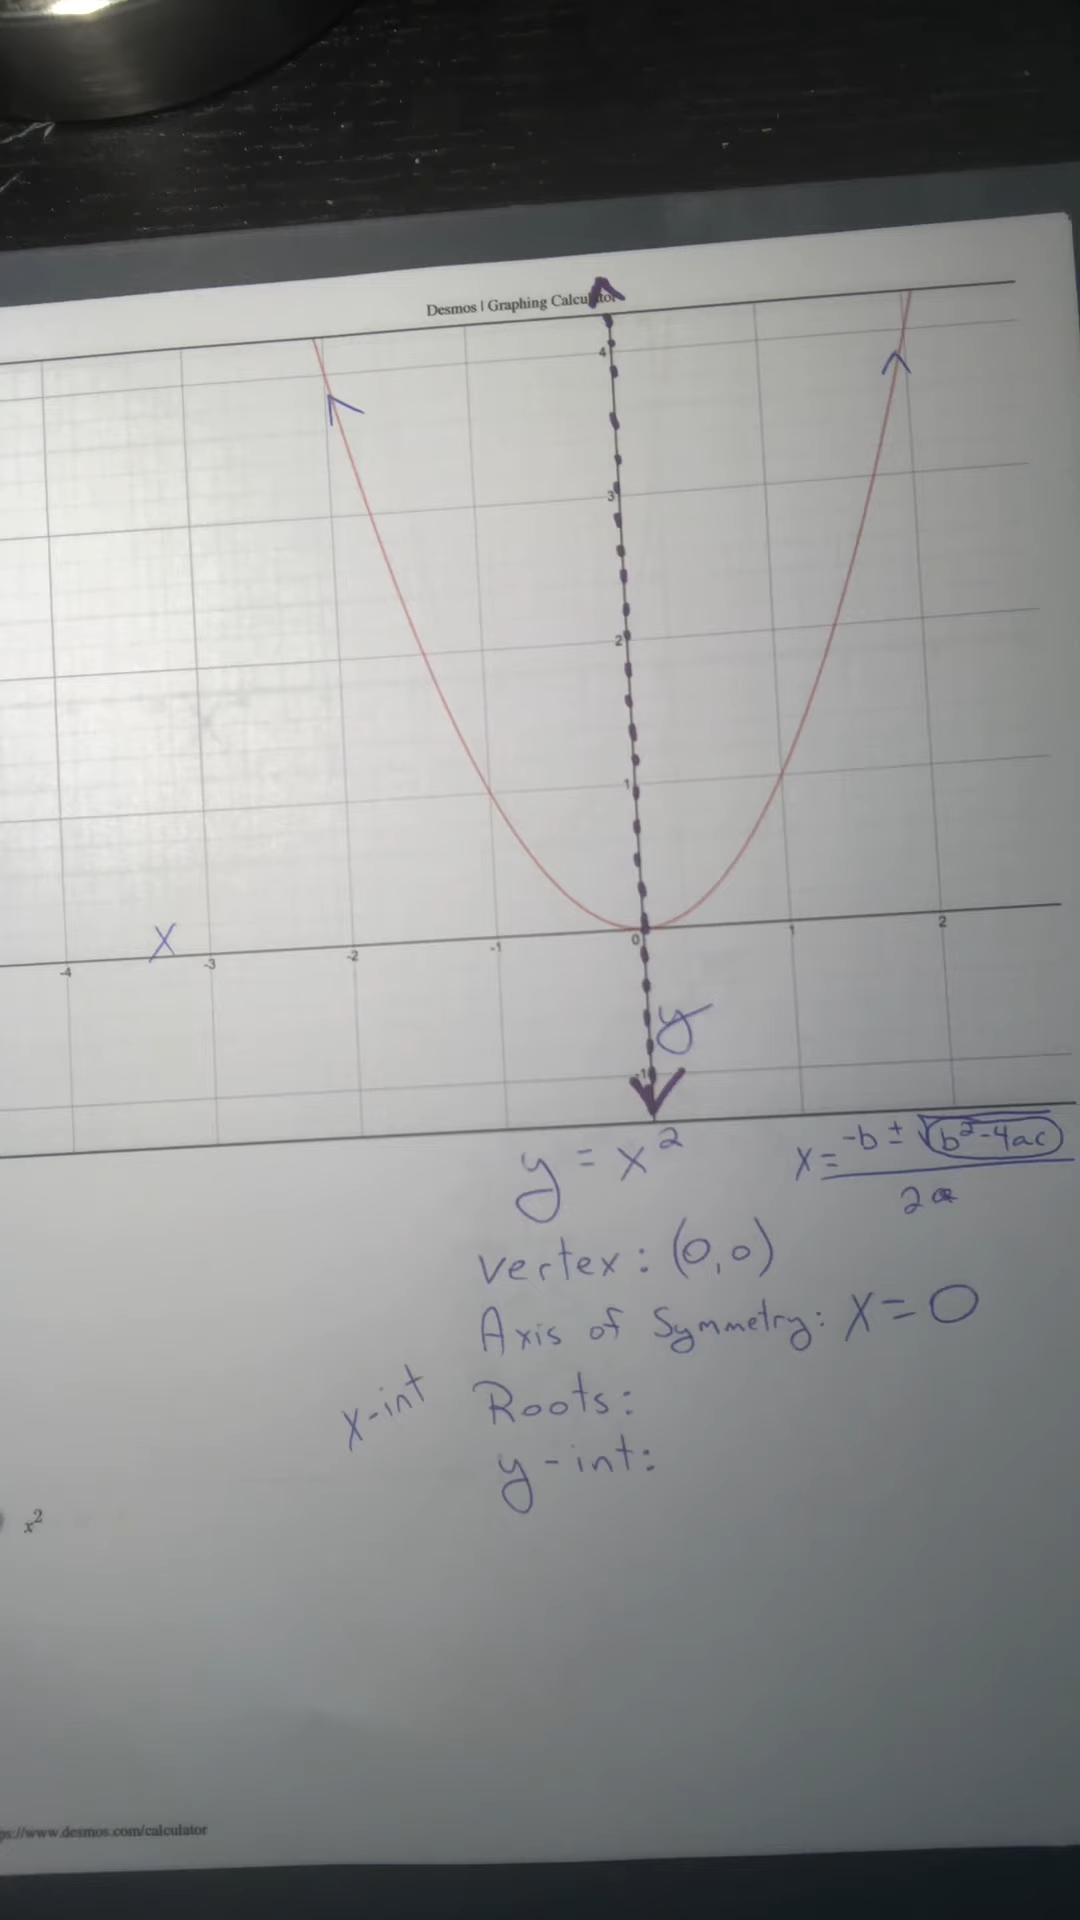 Desmos | Graphing Calculator
4
3
2
1
X
-4
-3
-2
-1
0
1
2
y
-1
y = x²
x = -b ± √b²-4ac
2a
vertex: (0,0)
Axis of Symmetry: X=0
x-int Roots:
y-int:
x²
ps://www.desmos.com/calculator